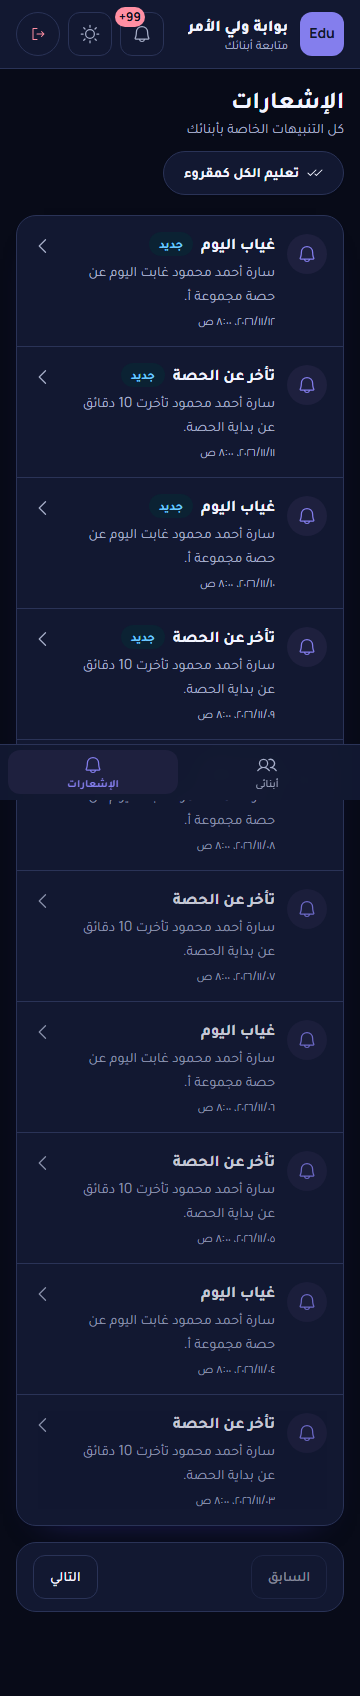 Edu
بوابة ولي الأمر
متابعة أبنائك
99+
الإشعارات
كل التنبيهات الخاصة بأبنائك
تعليم الكل كمقروء
غياب اليوم جديد
سارة أحمد محمود غابت اليوم عن
حصة مجموعة أ.
٢٠٢٦/١١/١٢، ٨:٠٠ ص
تأخر عن الحصة جديد
سارة أحمد محمود تأخرت 10 دقائق
عن بداية الحصة.
٢٠٢٦/١١/١١، ٨:٠٠ ص
غياب اليوم جديد
سارة أحمد محمود غابت اليوم عن
حصة مجموعة أ.
٢٠٢٦/١١/١٠، ٨:٠٠ ص
تأخر عن الحصة جديد
سارة أحمد محمود تأخرت 10 دقائق
عن بداية الحصة.
٢٠٢٦/١١/٠٩، ٨:٠٠ ص
أبنائي
الإشعارات
حصة مجموعة أ.
٢٠٢٦/١١/٠٨، ٨:٠٠ ص
تأخر عن الحصة
سارة أحمد محمود تأخرت 10 دقائق
عن بداية الحصة.
٢٠٢٦/١١/٠٧، ٨:٠٠ ص
غياب اليوم
سارة أحمد محمود غابت اليوم عن
حصة مجموعة أ.
٢٠٢٦/١١/٠٦، ٨:٠٠ ص
تأخر عن الحصة
سارة أحمد محمود تأخرت 10 دقائق
عن بداية الحصة.
٢٠٢٦/١١/٠٥، ٨:٠٠ ص
غياب اليوم
سارة أحمد محمود غابت اليوم عن
حصة مجموعة أ.
٢٠٢٦/١١/٠٤، ٨:٠٠ ص
تأخر عن الحصة
سارة أحمد محمود تأخرت 10 دقائق
عن بداية الحصة.
٢٠٢٦/١١/٠٣، ٨:٠٠ ص
السابق
التالي